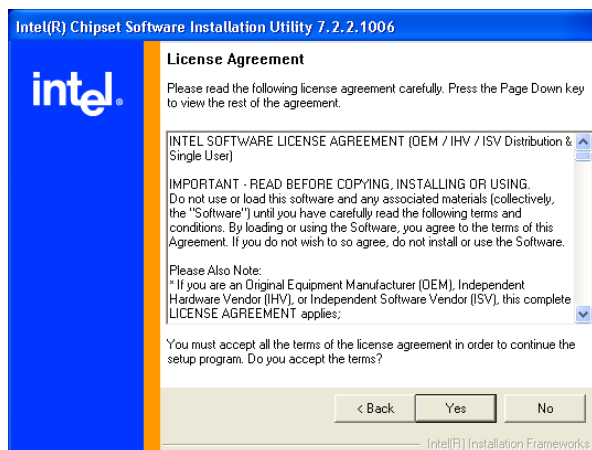 Intel(R) Chipset Software Installation Utility 7.2.2.1006
intel.
License Agreement
Please read the following license agreement carefully. Press the Page Down key
to view the rest of the agreement.
INTEL SOFTWARE LICENSE AGREEMENT (OEM / IHV / ISV Distribution &
Single User)
IMPORTANT - READ BEFORE COPYING, INSTALLING OR USING.
Do not use or load this software and any associated materials (collectively,
the "Software") until you have carefully read the following terms and
conditions. By loading or using the Software, you agree to the terms of this
Agreement. If you do not wish to so agree, do not install or use the Software.
Please Also Note:
* If you are an Original Equipment Manufacturer (OEM), Independent
Hardware Vendor (IHV), or Independent Software Vendor (ISV), this complete
LICENSE AGREEMENT applies;
You must accept all the terms of the license agreement in order to continue the
setup program. Do you accept the terms?
< Back Yes No
Intel(R) Installation Frameworks